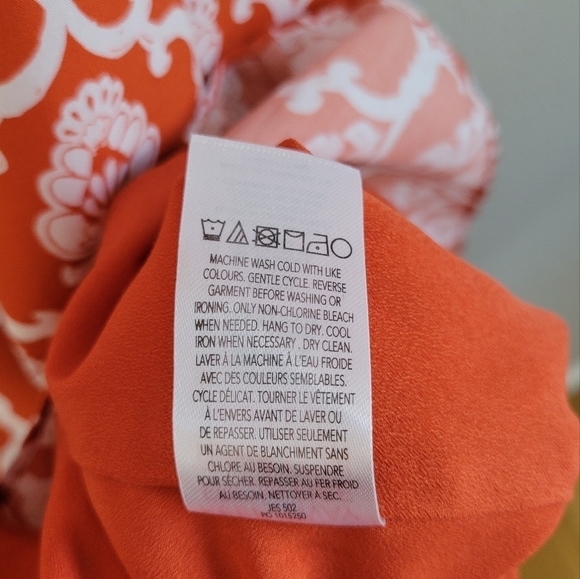 MACHINE WASH COLD WITH LIKE
COLOURS. GENTLE CYCLE. REVERSE
GARMENT BEFORE WASHING OR
IRONING. ONLY NON-CHLORINE BLEACH
WHEN NEEDED. HANG TO DRY. COOL
IRON WHEN NECESSARY . DRY CLEAN.
LAVER À LA MACHINE À L'EAU FROIDE
AVEC DES COULEURS SEMBLABLES.
CYCLE DÉLICAT. TOURNER LE VÊTEMENT
À L'ENVERS AVANT DE LAVER OU
DE REPASSER. UTILISER SEULEMENT
UN AGENT DE BLANCHIMENT SANS
CHLORE AU BESOIN. SUSPENDRE
POUR SÉCHER. REPASSER AU FER FROID
AU BESOIN. NETTOYER A SEC.
JES 502
PO 1015250